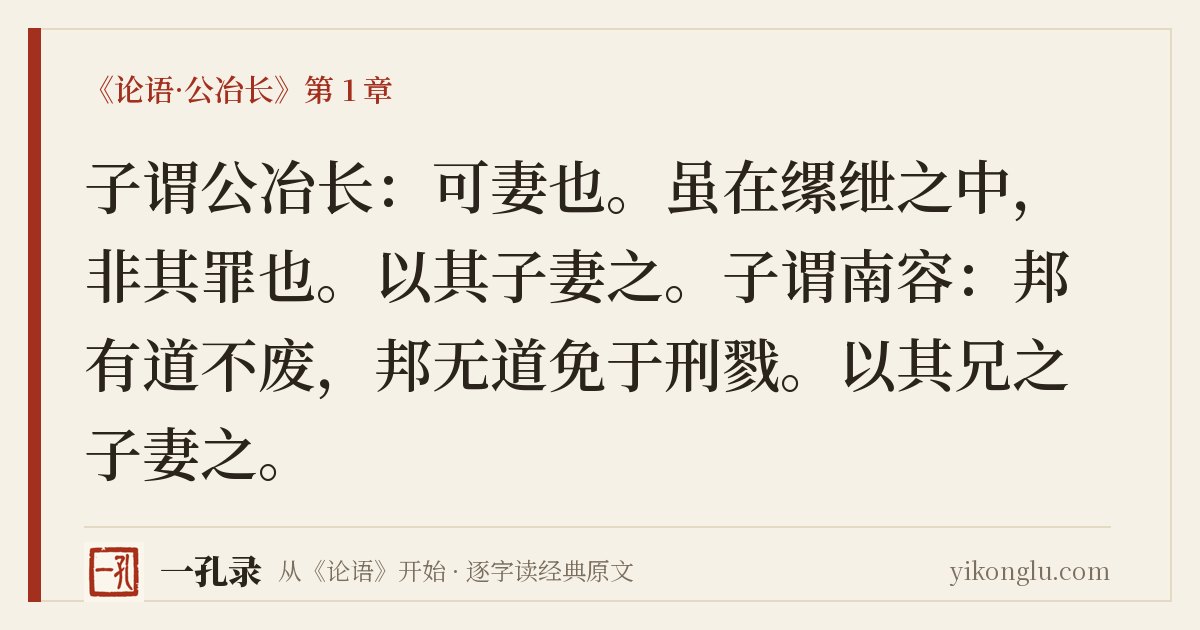 《论语·公冶长》第 1 章
子谓公冶长：可妻也。虽在缧绁之中，
非其罪也。以其子妻之。子谓南容：邦
有道不废，邦无道免于刑戮。以其兄之
子妻之。
一孔
一孔录 从《论语》开始 · 逐字读经典原文 yikonglu.com